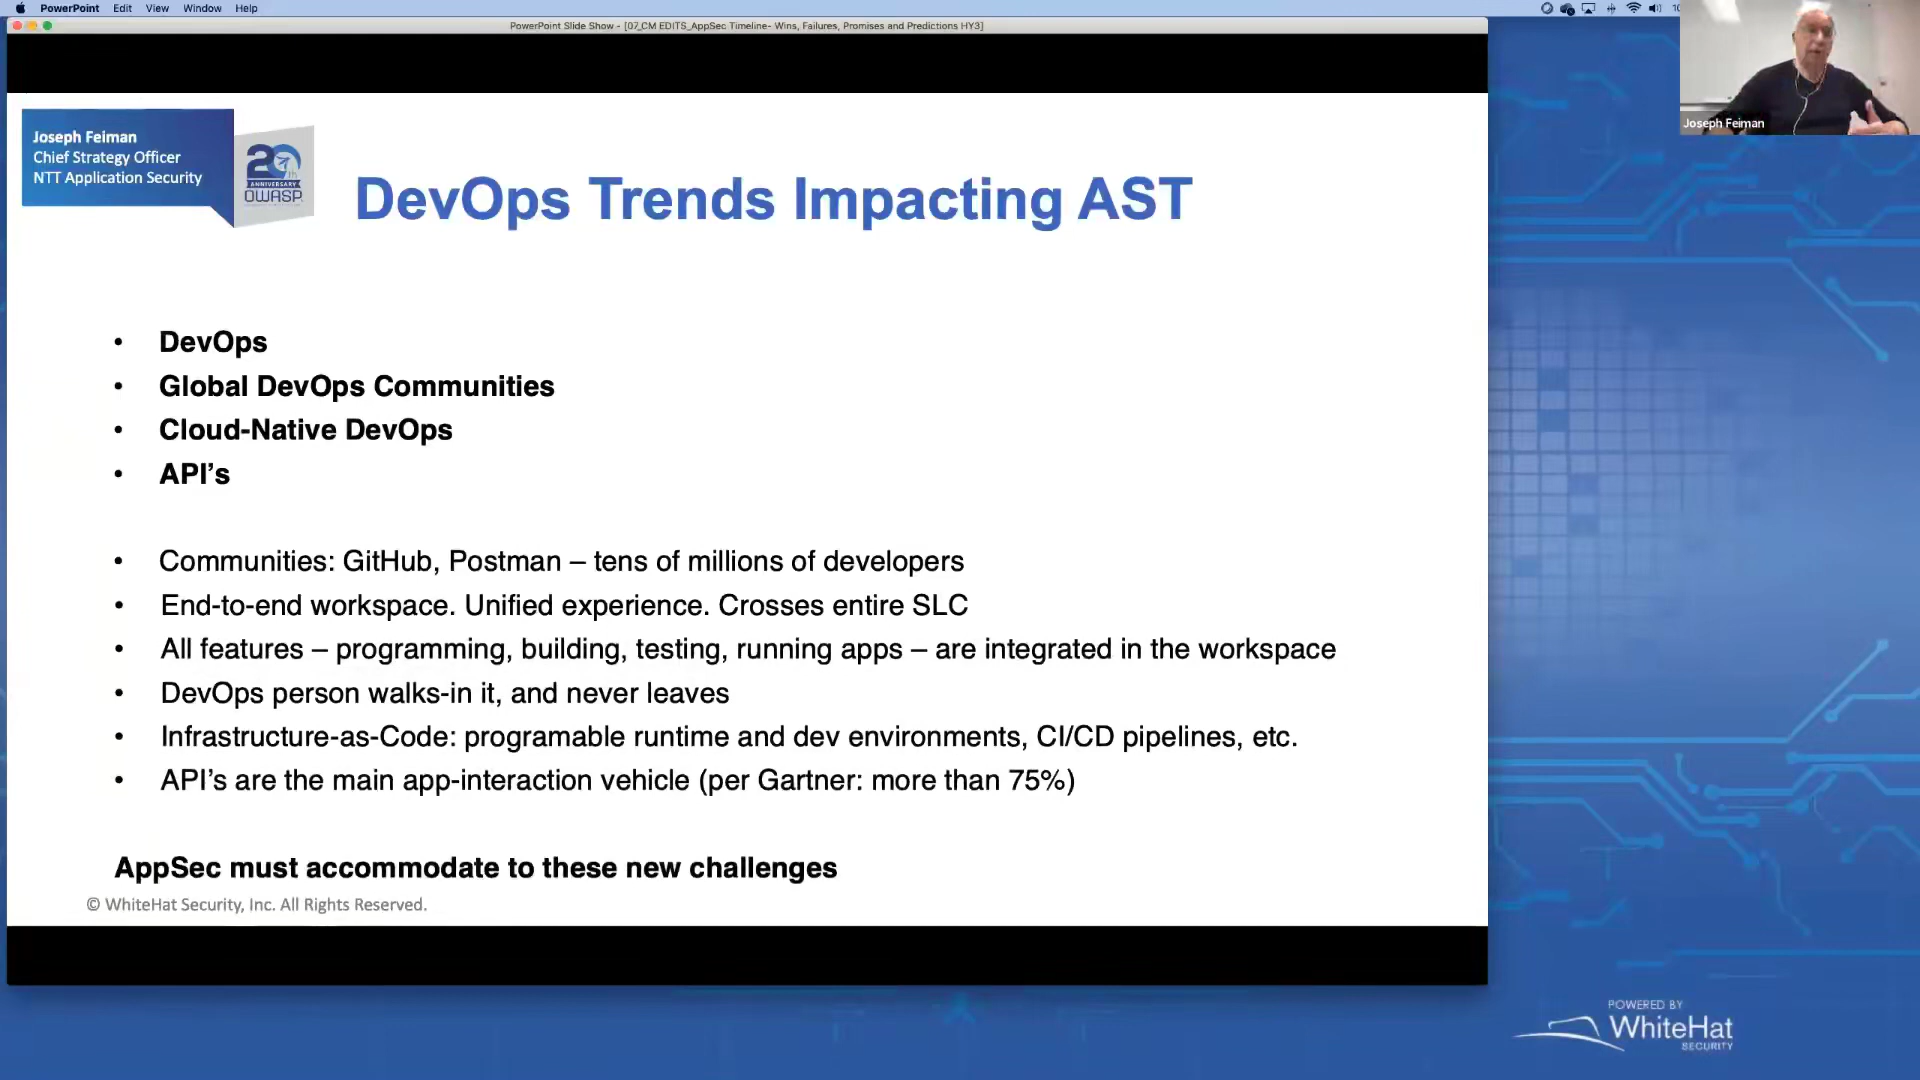 PowerPoint Edit View Window Help
PowerPoint Slide Show - [07_CM EDITS_AppSec Timeline- Wins, Failures, Promises and Predictions HY3]
Joseph Feiman
Joseph Feiman
Chief Strategy Officer
NTT Application Security
20th
ANNIVERSARY
OWASP
DevOps Trends Impacting AST
• DevOps
• Global DevOps Communities
• Cloud-Native DevOps
• API’s
• Communities: GitHub, Postman – tens of millions of developers
• End-to-end workspace. Unified experience. Crosses entire SLC
• All features – programming, building, testing, running apps – are integrated in the workspace
• DevOps person walks-in it, and never leaves
• Infrastructure-as-Code: programable runtime and dev environments, CI/CD pipelines, etc.
• API’s are the main app-interaction vehicle (per Gartner: more than 75%)
AppSec must accommodate to these new challenges
© WhiteHat Security, Inc. All Rights Reserved.
POWERED BY
WhiteHat
SECURITY